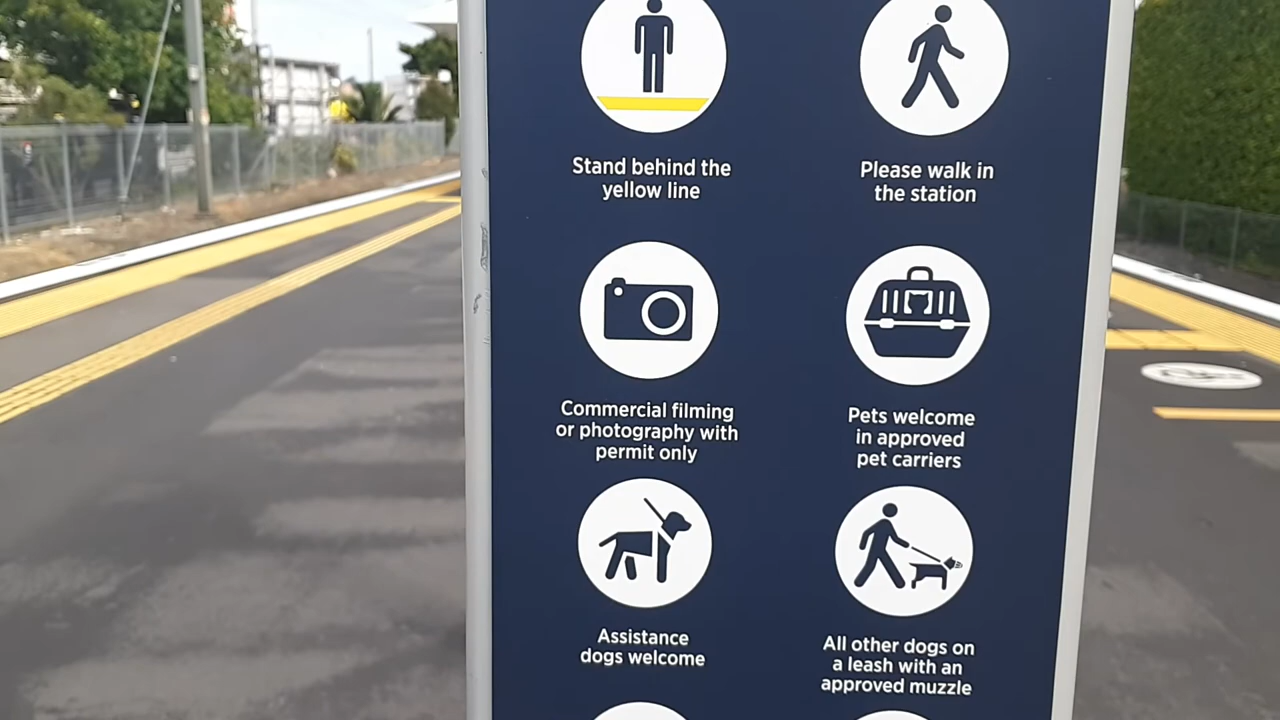 Stand behind the
yellow line
Please walk in
the station
Commercial filming
or photography with
permit only
Pets welcome
in approved
pet carriers
Assistance
dogs welcome
All other dogs on
a leash with an
approved muzzle